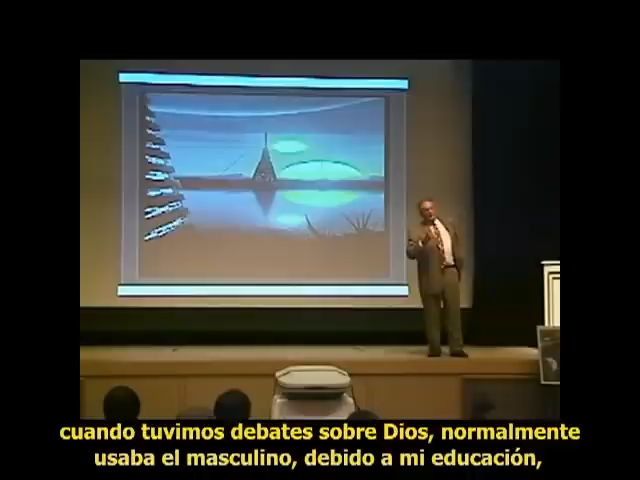 cuando tuvimos debates sobre Dios, normalmente
usaba el masculino, debido a mi educación,